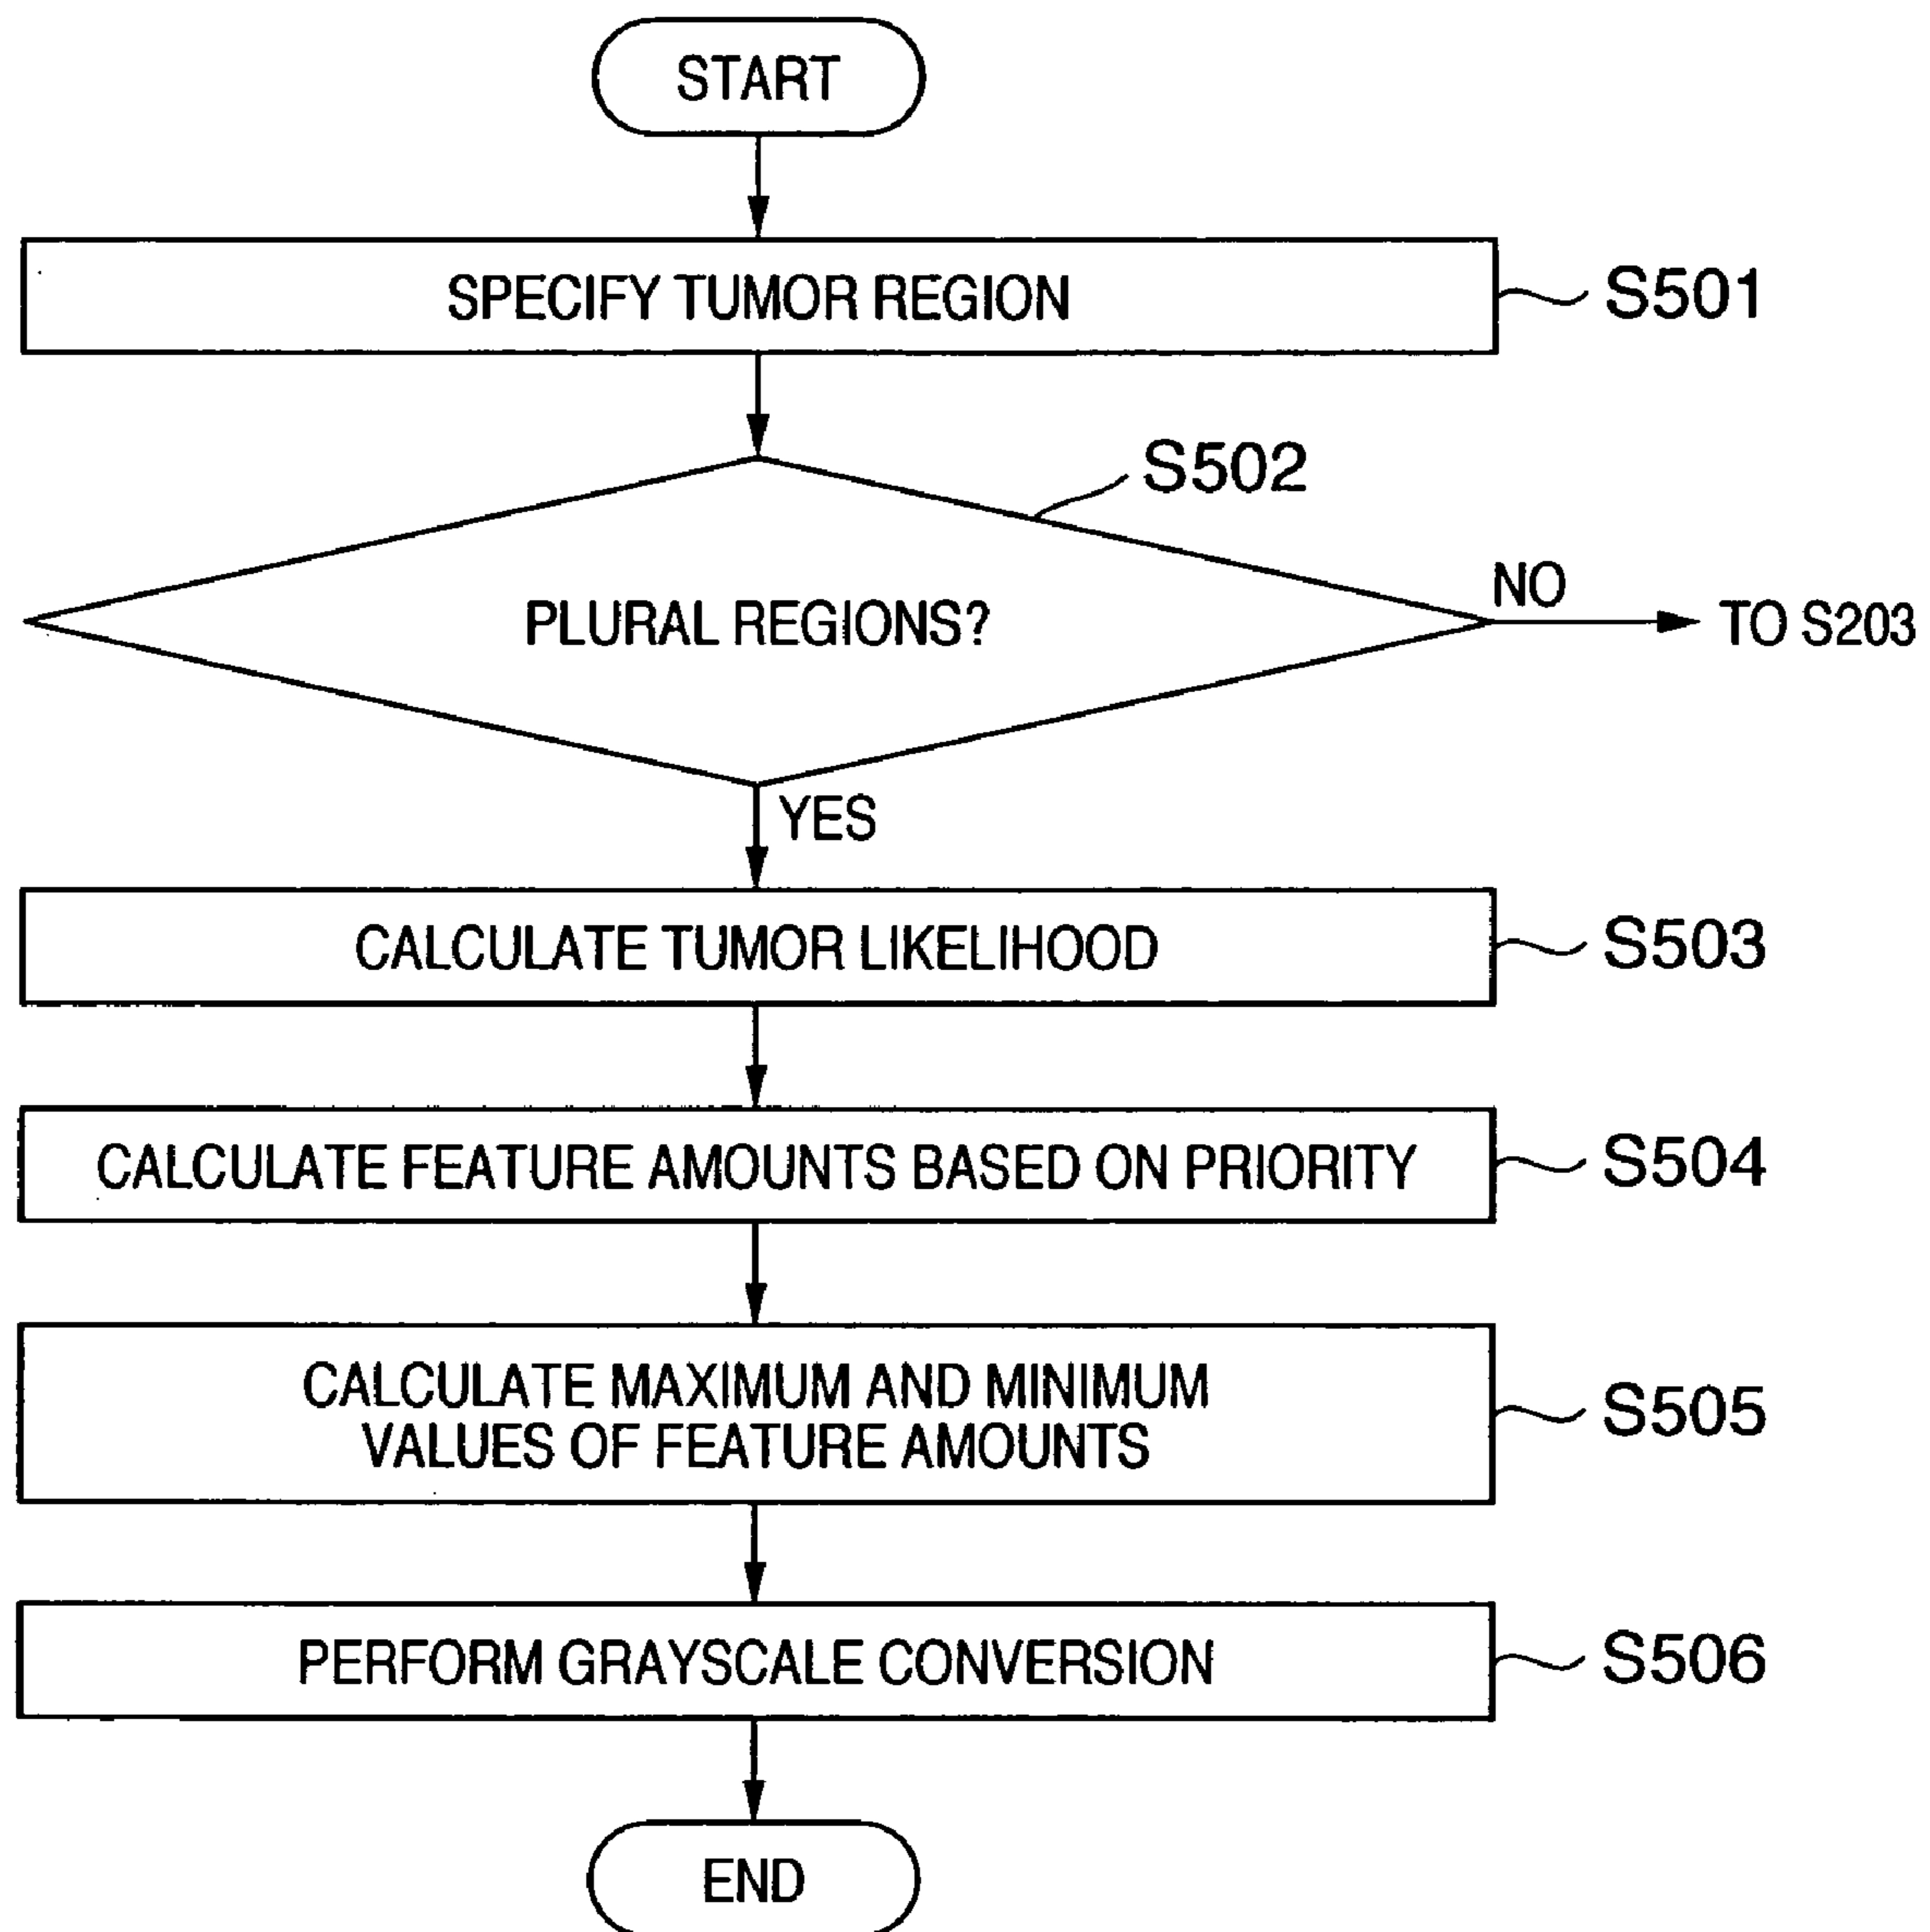 START
SPECIFY TUMOR REGION
S501
S502
PLURAL REGIONS?
NO
TO S203
YES
CALCULATE TUMOR LIKELIHOOD
S503
CALCULATE FEATURE AMOUNTS BASED ON PRIORITY
S504
CALCULATE MAXIMUM AND MINIMUM
VALUES OF FEATURE AMOUNTS
S505
PERFORM GRAYSCALE CONVERSION
S506
END